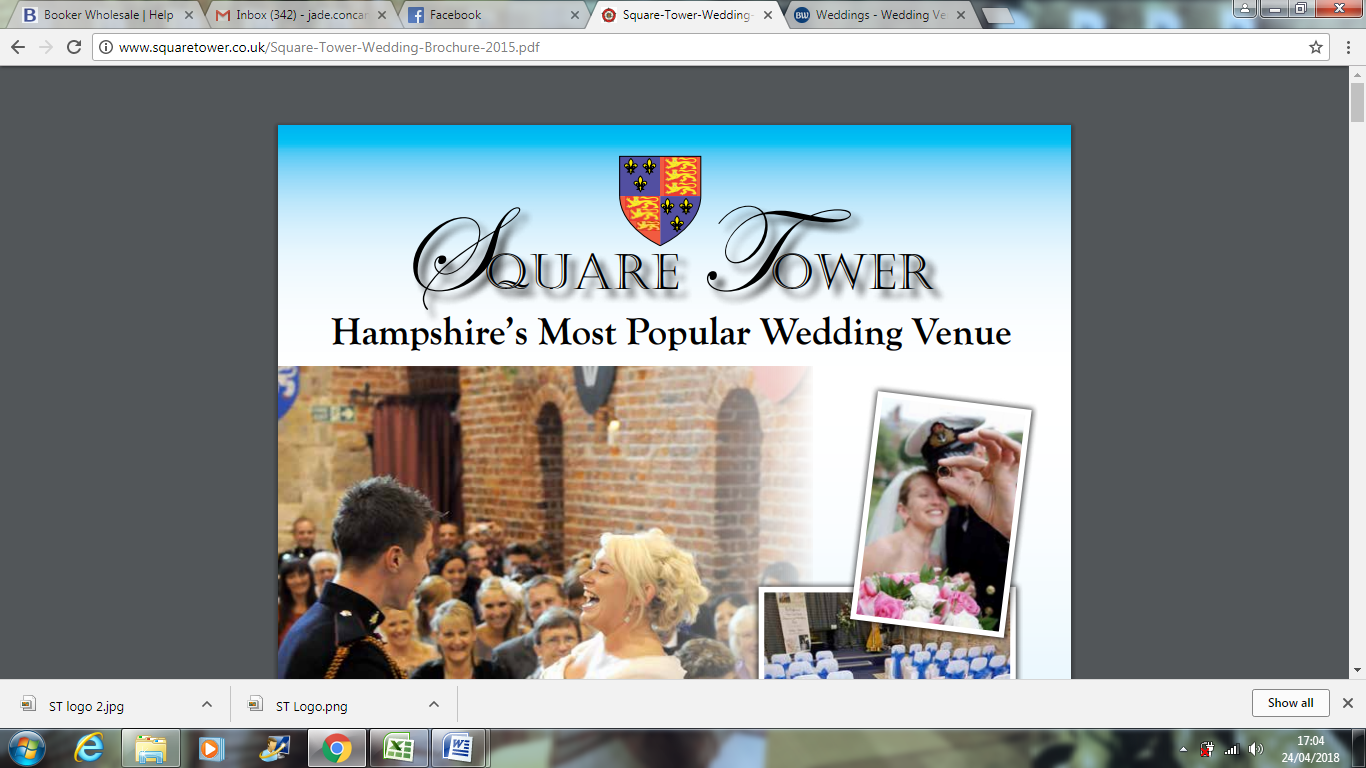 Booker Wholesale | Help
Inbox (342) - jade.concan
Facebook
Square-Tower-Wedding-
Weddings - Wedding Ve
www.squaretower.co.uk/Square-Tower-Wedding-Brochure-2015.pdf
Square Tower
Hampshire's Most Popular Wedding Venue
ST logo 2.jpg
ST Logo.png
Show all
17:04
24/04/2018